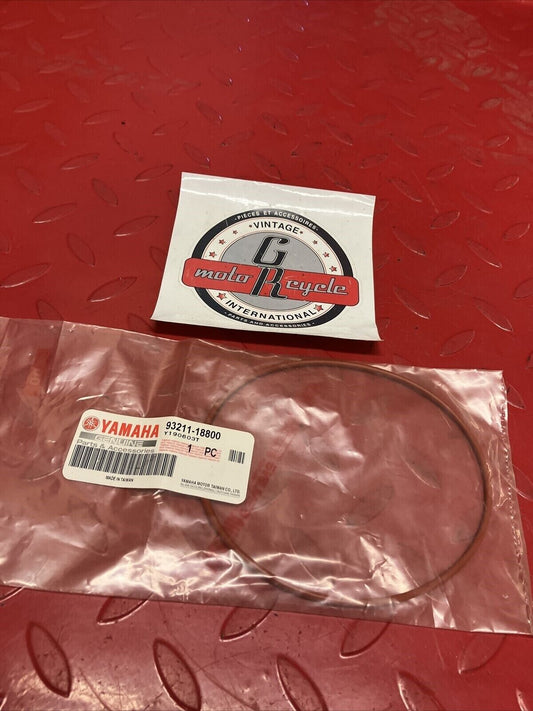 • PIECES ET ACCESSOIRES •
• VINTAGE •
G
moto R cycle
INTERNATIONAL
• PARTS AND ACCESSORIES •
YAMAHA
GENUINE
Parts & Accessories
MADE IN TAIWAN
93211-18800
Y190603T
1 PC
YAMAHA MOTOR TAIWAN CO., LTD.